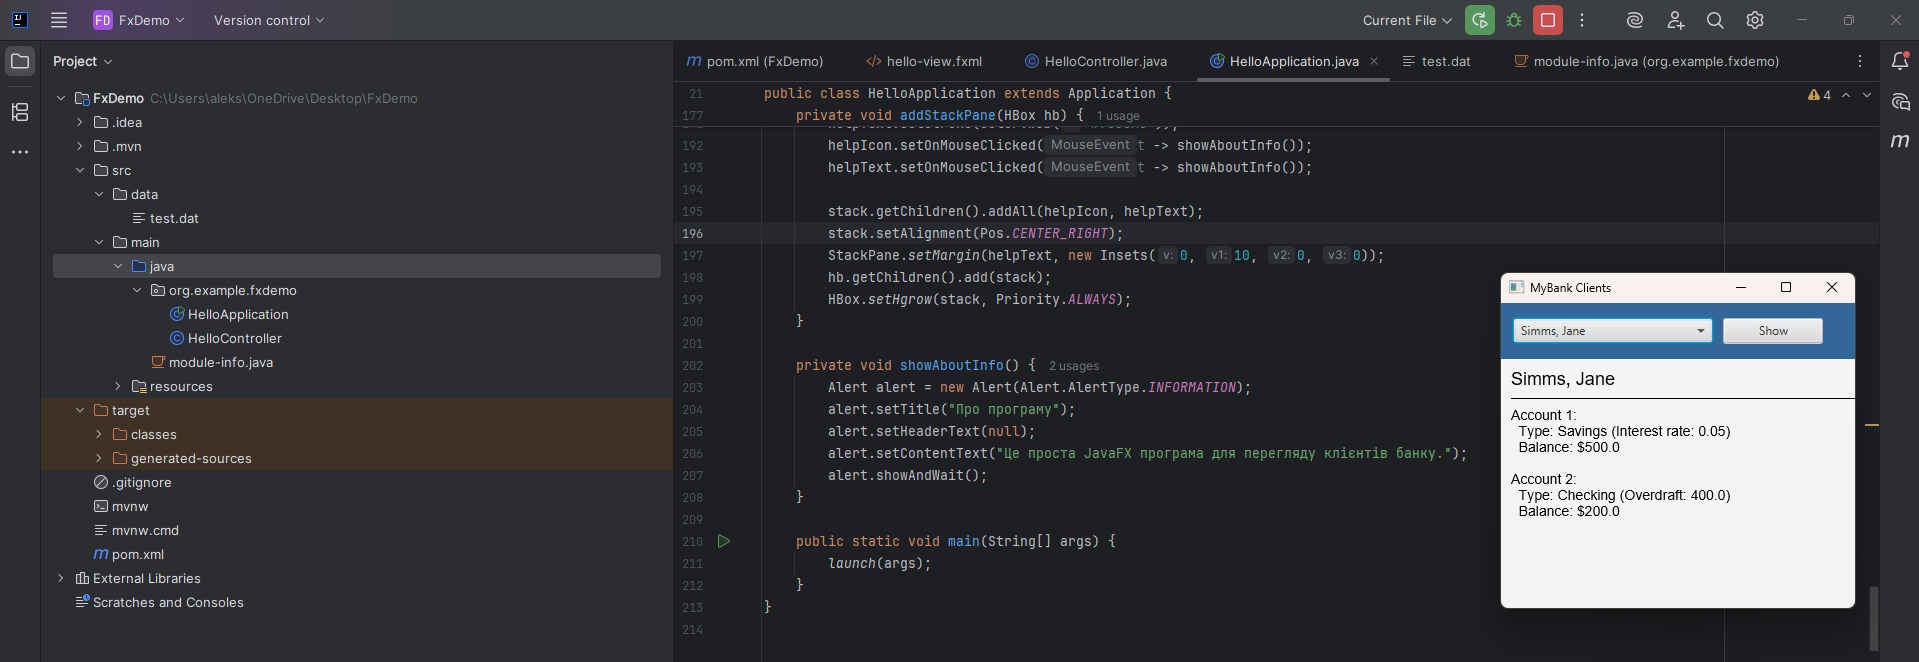 FD FxDemo Version control Current File
Project
pom.xml (FxDemo) hello-view.fxml HelloController.java HelloApplication.java test.dat module-info.java (org.example.fxdemo)
FxDemo C:\Users\aleks\OneDrive\Desktop\FxDemo
.idea
.mvn
src
data
test.dat
main
java
org.example.fxdemo
HelloApplication
HelloController
module-info.java
resources
target
classes
generated-sources
.gitignore
mvnw
mvnw.cmd
pom.xml
External Libraries
Scratches and Consoles
21 public class HelloApplication extends Application {
4
177 private void addStackPane(HBox hb) { 1 usage
192 helpIcon.setOnMouseClicked( MouseEvent t -> showAboutInfo());
193 helpText.setOnMouseClicked( MouseEvent t -> showAboutInfo());
194
195 stack.getChildren().addAll(helpIcon, helpText);
196 stack.setAlignment(Pos.CENTER_RIGHT);
197 StackPane.setMargin(helpText, new Insets( v: 0, v1: 10, v2: 0, v3: 0));
198 hb.getChildren().add(stack);
199 HBox.setHgrow(stack, Priority.ALWAYS);
200 }
201
202 private void showAboutInfo() { 2 usages
203 Alert alert = new Alert(Alert.AlertType.INFORMATION);
204 alert.setTitle("Про програму");
205 alert.setHeaderText(null);
206 alert.setContentText("Це проста JavaFX програма для перегляду клієнтів банку.");
207 alert.showAndWait();
208 }
209
210 public static void main(String[] args) {
211 launch(args);
212 }
213 }
214
MyBank Clients
Simms, Jane Show
Simms, Jane
Account 1:
Type: Savings (Interest rate: 0.05)
Balance: $500.0
Account 2:
Type: Checking (Overdraft: 400.0)
Balance: $200.0